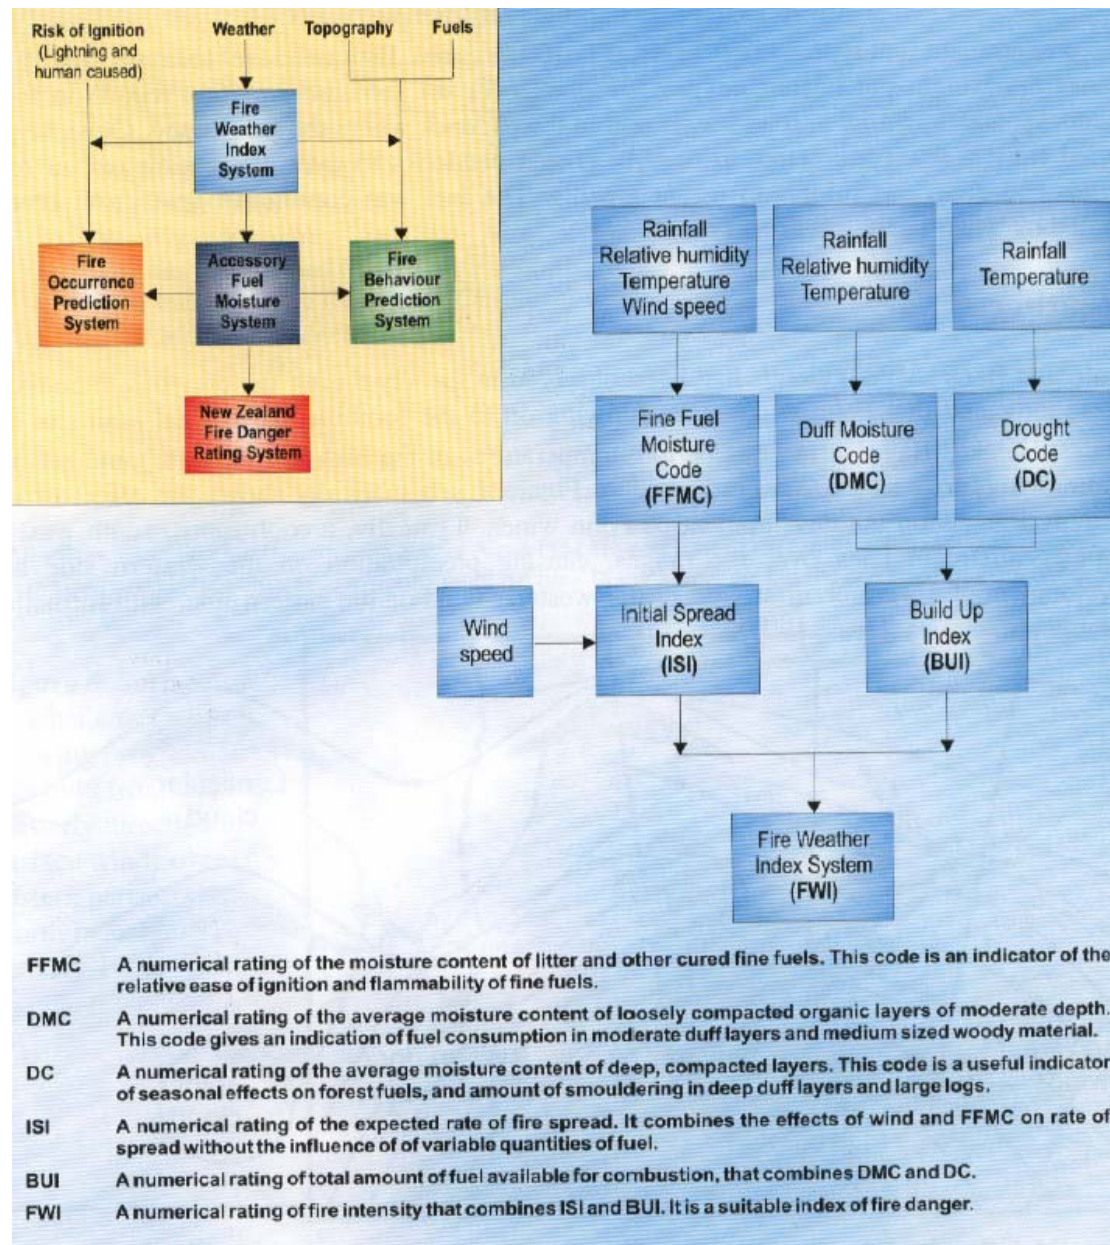 Risk of Ignition
(Lightning and
human caused)
Weather
Topography
Fuels
Fire
Weather
Index
System
Fire
Occurrence
Prediction
System
Accessory
Fuel
Moisture
System
Fire
Behaviour
Prediction
System
New Zealand
Fire Danger
Rating System
Rainfall
Relative humidity
Temperature
Wind speed
Rainfall
Relative humidity
Temperature
Rainfall
Temperature
Fine Fuel
Moisture
Code
(FFMC)
Duff Moisture
Code
(DMC)
Drought
Code
(DC)
Wind
speed
Initial Spread
Index
(ISI)
Build Up
Index
(BUI)
Fire Weather
Index System
(FWI)
FFMC A numerical rating of the moisture content of litter and other cured fine fuels. This code is an indicator of the
relative ease of ignition and flammability of fine fuels.
DMC A numerical rating of the average moisture content of loosely compacted organic layers of moderate depth.
This code gives an indication of fuel consumption in moderate duff layers and medium sized woody material.
DC A numerical rating of the average moisture content of deep, compacted layers. This code is a useful indicator
of seasonal effects on forest fuels, and amount of smouldering in deep duff layers and large logs.
ISI A numerical rating of the expected rate of fire spread. It combines the effects of wind and FFMC on rate of
spread without the influence of of variable quantities of fuel.
BUI A numerical rating of total amount of fuel available for combustion, that combines DMC and DC.
FWI A numerical rating of fire intensity that combines ISI and BUI. It is a suitable index of fire danger.